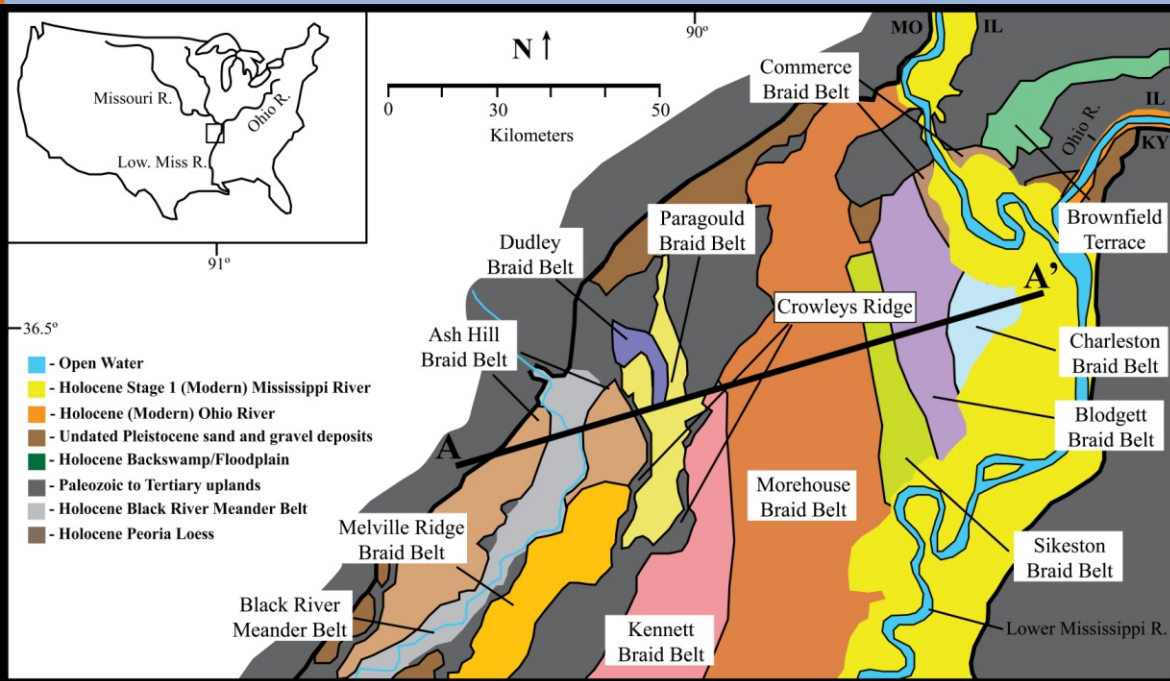 Missouri R.
Ohio R.
Low. Miss R.
N
0
30
50
Kilometers
90°
91°
36.5°
MO
IL
Commerce
Braid Belt
Ohio R.
IL
KY
Brownfield
Terrace
Paragould
Braid Belt
Dudley
Braid Belt
Crowleys Ridge
A'
Ash Hill
Braid Belt
Charleston
Braid Belt
- Open Water
- Holocene Stage 1 (Modern) Mississippi River
- Holocene (Modern) Ohio River
- Undated Pleistocene sand and gravel deposits
- Holocene Backswamp/Floodplain
- Paleozoic to Tertiary uplands
- Holocene Black River Meander Belt
- Holocene Peoria Loess
A
Blodgett
Braid Belt
Morehouse
Braid Belt
Melville Ridge
Braid Belt
Sikeston
Braid Belt
Black River
Meander Belt
Kennett
Braid Belt
Lower Mississippi R.